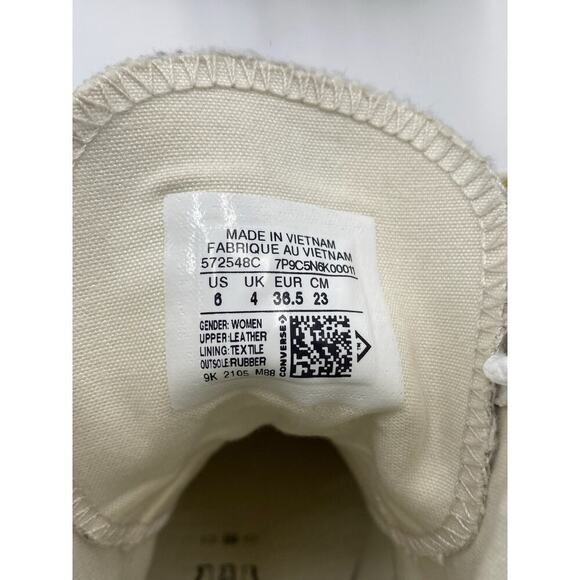 MADE IN VIETNAM
FABRIQUE AU VIETNAM
572548C 7P9C5N6K00011
US UK EUR CM
6 4 36.5 23
GENDER: WOMEN
UPPER:LEATHER
LINING:TEXTILE
OUTSOLE:RUBBER
9K 2105 M88
CONVERSE